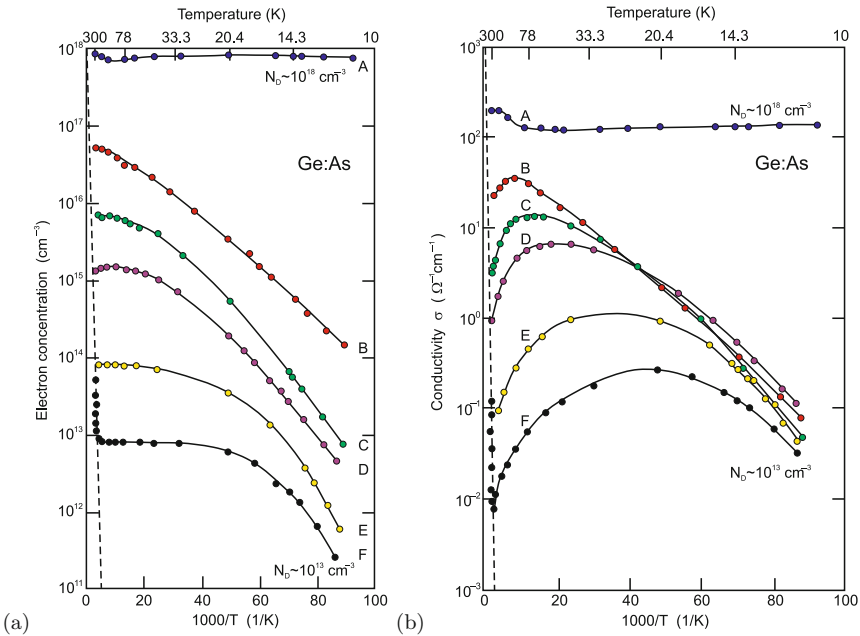 Temperature (K)
300 78 33.3 20.4 14.3 10
10^18
10^17
10^16
10^15
10^14
10^13
10^12
10^11
Electron concentration (cm^−3)
N_D~10^18 cm^−3
A
Ge:As
B
C
D
E
F
N_D~10^13 cm^−3
0 20 40 60 80 100
1000/T (1/K)
(a)
Temperature (K)
300 78 33.3 20.4 14.3 10
10^3
10^2
10^1
10^0
10^−1
10^−2
10^−3
Conductivity σ ( Ω^−1cm^−1)
A
N_D~10^18 cm^−3
Ge:As
B
C
D
E
F
N_D~10^13 cm^−3
0 20 40 60 80 100
1000/T (1/K)
(b)